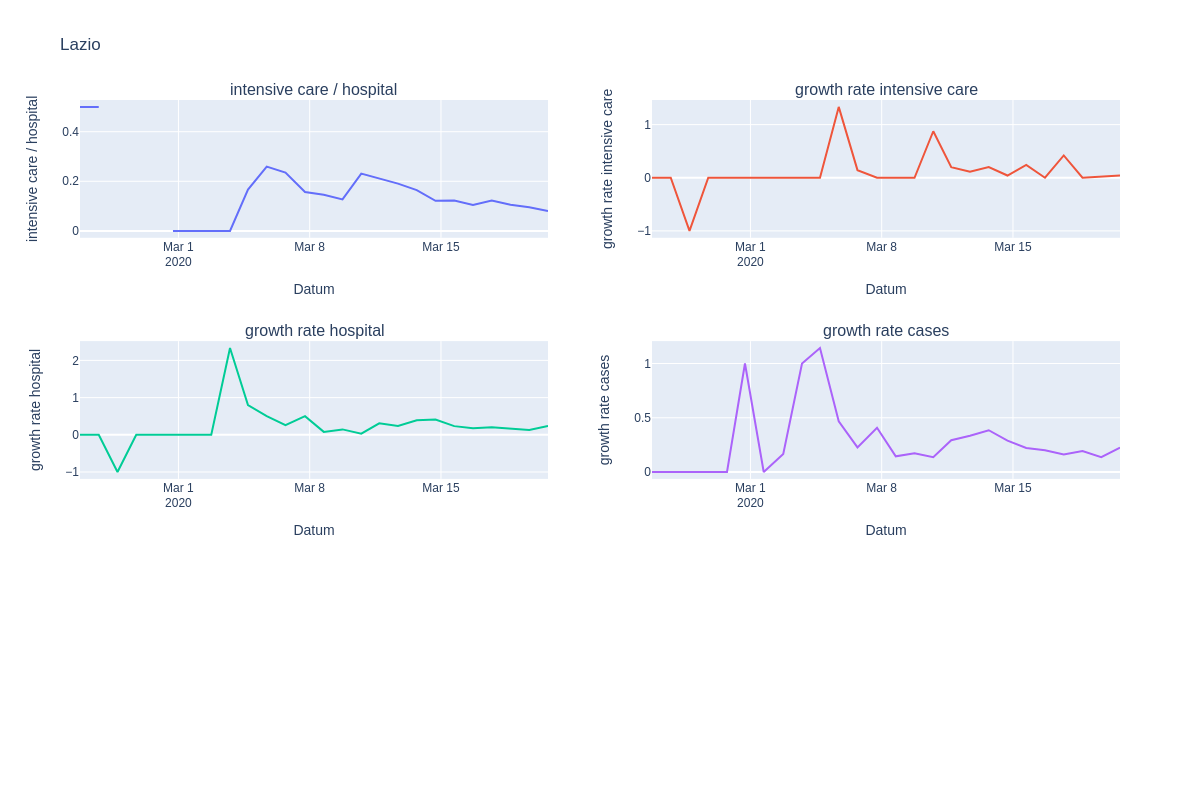 Lazio
intensive care / hospital
intensive care / hospital
0.4
0.2
0
Mar 1
2020
Mar 8
Mar 15
Datum
growth rate intensive care
growth rate intensive care
1
0
−1
Mar 1
2020
Mar 8
Mar 15
Datum
growth rate hospital
growth rate hospital
2
1
0
−1
Mar 1
2020
Mar 8
Mar 15
Datum
growth rate cases
growth rate cases
1
0.5
0
Mar 1
2020
Mar 8
Mar 15
Datum